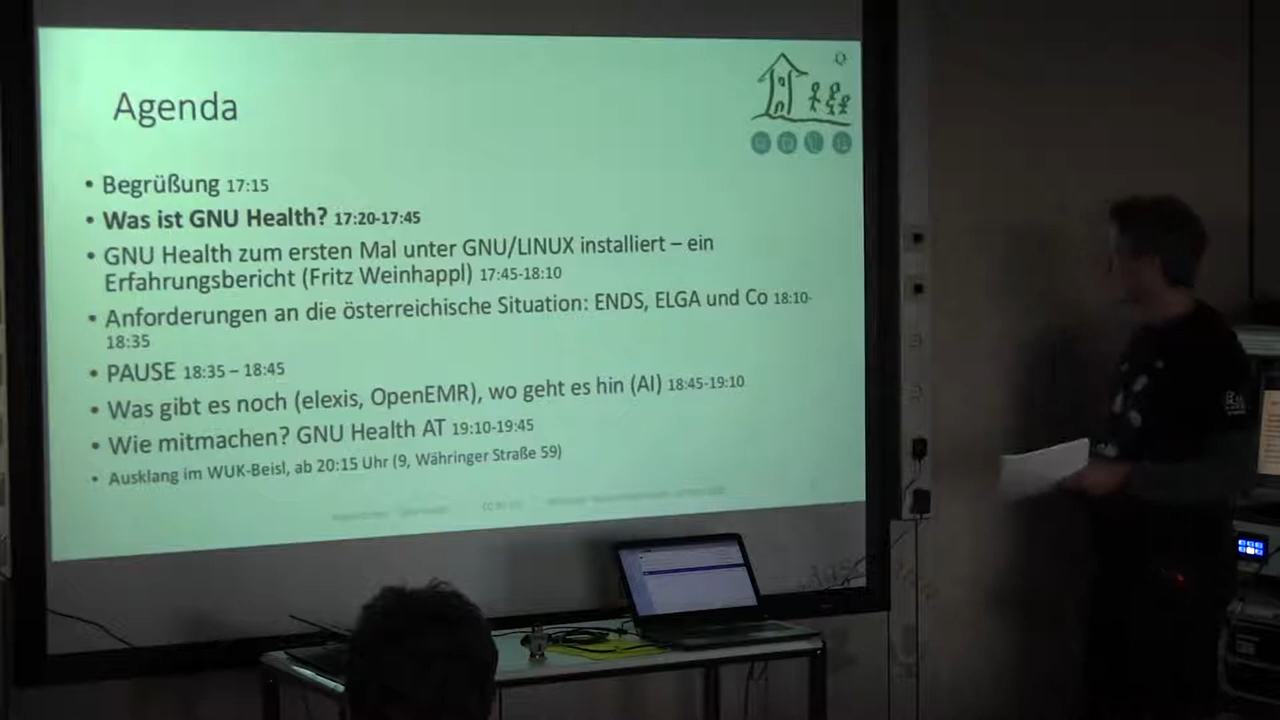 Agenda
• Begrüßung 17:15
• Was ist GNU Health? 17:20-17:45
• GNU Health zum ersten Mal unter GNU/LINUX installiert – ein
Erfahrungsbericht (Fritz Weinhappl) 17:45-18:10
• Anforderungen an die österreichische Situation: ENDS, ELGA und Co 18:10-
18:35
• PAUSE 18:35 – 18:45
• Was gibt es noch (elexis, OpenEMR), wo geht es hin (AI) 18:45-19:10
• Wie mitmachen? GNU Health AT 19:10-19:45
• Ausklang im WUK-Beisl, ab 20:15 Uhr (9, Währinger Straße 59)